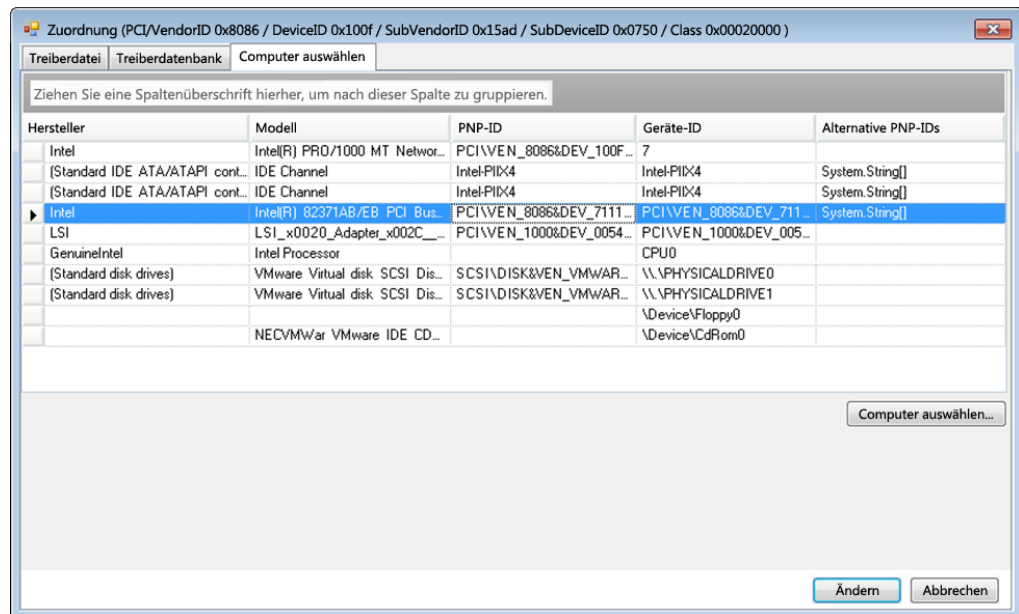 Zuordnung (PCI/VendorID 0x8086 / DeviceID 0x100f / SubVendorID 0x15ad / SubDeviceID 0x0750 / Class 0x00020000 )
Treiberdatei Treiberdatenbank Computer auswählen
Ziehen Sie eine Spaltenüberschrift hierher, um nach dieser Spalte zu gruppieren.
Hersteller Modell PNP-ID Geräte-ID Alternative PNP-IDs
Intel Intel(R) PRO/1000 MT Networ... PCI\VEN_8086&DEV_100F... 7
(Standard IDE ATA/ATAPI cont... IDE Channel Intel-PIIX4 Intel-PIIX4 System.String[]
(Standard IDE ATA/ATAPI cont... IDE Channel Intel-PIIX4 Intel-PIIX4 System.String[]
Intel Intel(R) 82371AB/EB PCI Bus... PCI\VEN_8086&DEV_7111... PCI\VEN_8086&DEV_711... System.String[]
LSI LSI_x0020_Adapter_x002C__... PCI\VEN_1000&DEV_0054... PCI\VEN_1000&DEV_005...
GenuineIntel Intel Processor CPU0
(Standard disk drives) VMware Virtual disk SCSI Dis... SCSI\DISK&VEN_VMWAR... \\.\PHYSICALDRIVE0
(Standard disk drives) VMware Virtual disk SCSI Dis... SCSI\DISK&VEN_VMWAR... \\.\PHYSICALDRIVE1
\Device\Floppy0
NECVMWar VMware IDE CD... \Device\CdRom0
Computer auswählen...
Ändern Abbrechen